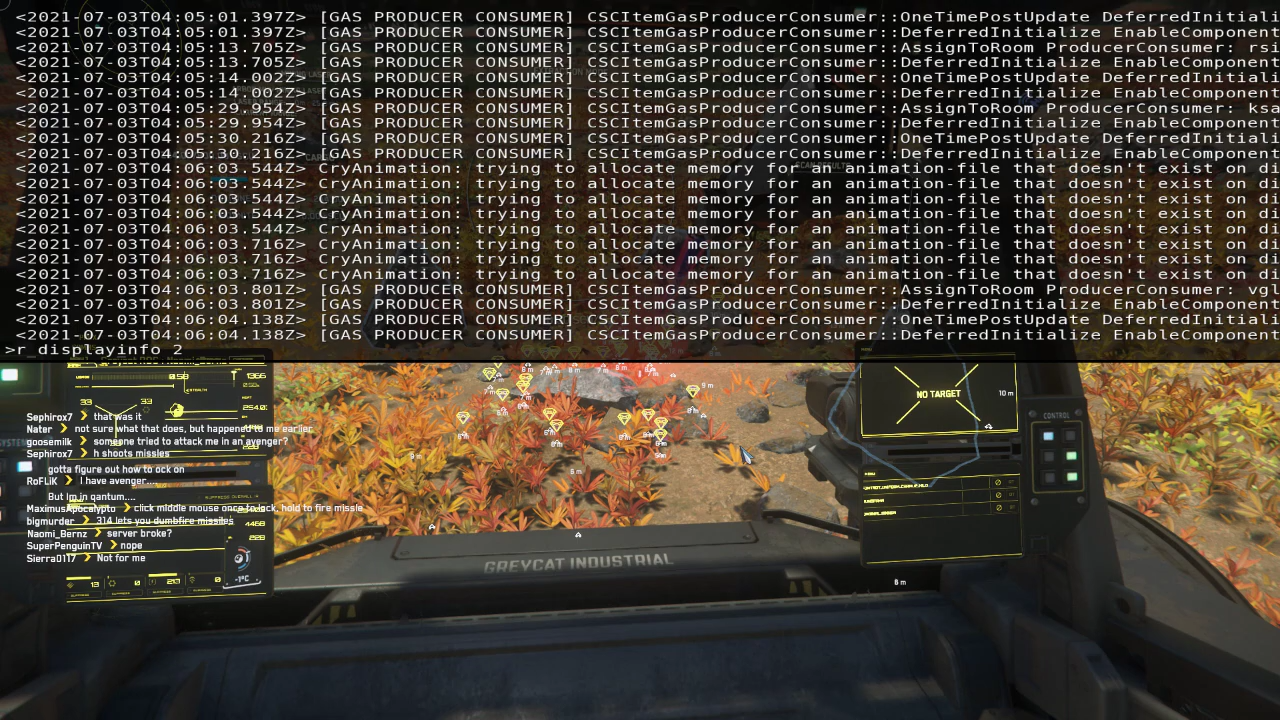 <2021-07-03T04:05:01.397Z> [GAS PRODUCER CONSUMER] CSCItemGasProducerConsumer::OneTimePostUpdate DeferredInitiali
<2021-07-03T04:05:01.397Z> [GAS PRODUCER CONSUMER] CSCItemGasProducerConsumer::DeferredInitialize EnableComponent
<2021-07-03T04:05:13.705Z> [GAS PRODUCER CONSUMER] CSCItemGasProducerConsumer::AssignToRoom ProducerConsumer: rsi
<2021-07-03T04:05:13.705Z> [GAS PRODUCER CONSUMER] CSCItemGasProducerConsumer::DeferredInitialize EnableComponent
<2021-07-03T04:05:14.002Z> [GAS PRODUCER CONSUMER] CSCItemGasProducerConsumer::OneTimePostUpdate DeferredInitiali
<2021-07-03T04:05:14.002Z> [GAS PRODUCER CONSUMER] CSCItemGasProducerConsumer::DeferredInitialize EnableComponent
<2021-07-03T04:05:29.954Z> [GAS PRODUCER CONSUMER] CSCItemGasProducerConsumer::AssignToRoom ProducerConsumer: ksa
<2021-07-03T04:05:29.954Z> [GAS PRODUCER CONSUMER] CSCItemGasProducerConsumer::DeferredInitialize EnableComponent
<2021-07-03T04:05:30.216Z> [GAS PRODUCER CONSUMER] CSCItemGasProducerConsumer::OneTimePostUpdate DeferredInitiali
<2021-07-03T04:05:30.216Z> [GAS PRODUCER CONSUMER] CSCItemGasProducerConsumer::DeferredInitialize EnableComponent
<2021-07-03T04:06:03.544Z> CryAnimation: trying to allocate memory for an animation-file that doesn't exist on di
<2021-07-03T04:06:03.544Z> CryAnimation: trying to allocate memory for an animation-file that doesn't exist on di
<2021-07-03T04:06:03.544Z> CryAnimation: trying to allocate memory for an animation-file that doesn't exist on di
<2021-07-03T04:06:03.544Z> CryAnimation: trying to allocate memory for an animation-file that doesn't exist on di
<2021-07-03T04:06:03.544Z> CryAnimation: trying to allocate memory for an animation-file that doesn't exist on di
<2021-07-03T04:06:03.716Z> CryAnimation: trying to allocate memory for an animation-file that doesn't exist on di
<2021-07-03T04:06:03.716Z> CryAnimation: trying to allocate memory for an animation-file that doesn't exist on di
<2021-07-03T04:06:03.716Z> CryAnimation: trying to allocate memory for an animation-file that doesn't exist on di
<2021-07-03T04:06:03.801Z> [GAS PRODUCER CONSUMER] CSCItemGasProducerConsumer::AssignToRoom ProducerConsumer: vgl
<2021-07-03T04:06:03.801Z> [GAS PRODUCER CONSUMER] CSCItemGasProducerConsumer::DeferredInitialize EnableComponent
<2021-07-03T04:06:04.138Z> [GAS PRODUCER CONSUMER] CSCItemGasProducerConsumer::OneTimePostUpdate DeferredInitiali
<2021-07-03T04:06:04.138Z> [GAS PRODUCER CONSUMER] CSCItemGasProducerConsumer::DeferredInitialize EnableComponent
>r displayinfo 2
Sephirox7 > that was it
Nater > not sure what that does, but happened to me earlier
goosemilk > someone tried to attack me in an avenger?
Sephirox7 > h shoots missles
gotta figure out how to ock on
RoFLiK > I have avenger...
But Im in qantum....
MaximusApocalypto > click middle mouse once to lock, hold to fire missle
bigmurder > 314 lets you dumbfire missiles
Naomi_Bernz > server broke?
SuperPenguinTV > nope
Sierra0117 > Not for me
NO TARGET
10 m
CONTROL
9 m
9 m
5 m
6 m
GREYCAT INDUSTRIAL
-1°C